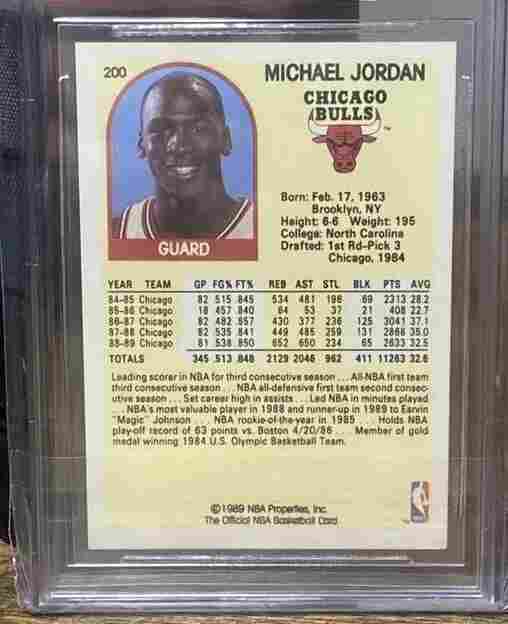 200
MICHAEL JORDAN
CHICAGO
BULLS
TM
Born: Feb. 17, 1963
Brooklyn, NY
Height: 6-6 Weight: 195
College: North Carolina
Drafted: 1st Rd-Pick 3
Chicago, 1984
GUARD
YEAR TEAM GP FG% FT% REB AST STL BLK PTS AVG
84-85 Chicago 82 .515 .845 534 481 196 69 2313 28.2
85-86 Chicago 18 .457 .840 64 53 37 21 408 22.7
86-87 Chicago 82 .482 .857 430 377 236 125 3041 37.1
87-88 Chicago 82 .535 .841 449 485 259 131 2868 35.0
88-89 Chicago 81 .538 .850 652 650 234 65 2633 32.5
TOTALS 345 .513 .848 2129 2046 962 411 11263 32.6
Leading scorer in NBA for third consecutive season . . . All-NBA first team
third consecutive season . . . NBA all-defensive first team second consec-
utive season . . . Set career high in assists . . . Led NBA in minutes played
. . . NBA's most valuable player in 1988 and runner-up in 1989 to Earvin
"Magic" Johnson . . . NBA rookie-of-the-year in 1985 . . . Holds NBA
play-off record of 63 points vs. Boston 4/20/86 . . . Member of gold
medal winning 1984 U.S. Olympic Basketball Team.
© 1989 NBA Properties, Inc.
The Official NBA Basketball Card